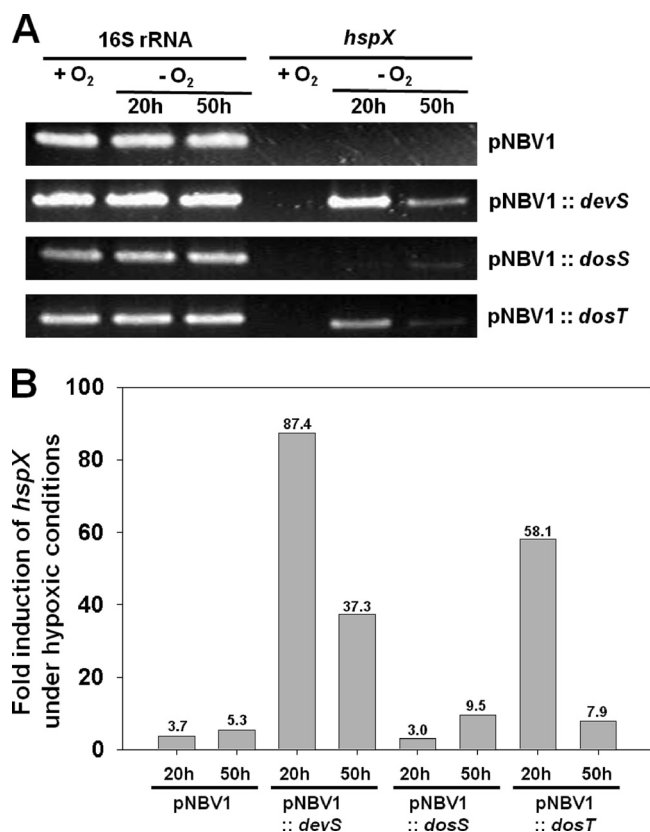 A
16S rRNA hspX
+ O₂ - O₂ + O₂ - O₂
20h 50h 20h 50h
pNBV1
pNBV1 :: devS
pNBV1 :: dosS
pNBV1 :: dosT
B
Fold induction of hspX
under hypoxic conditions
100
80
60
40
20
0
3.7
5.3
87.4
37.3
3.0
9.5
58.1
7.9
20h 50h 20h 50h 20h 50h 20h 50h
pNBV1 pNBV1 pNBV1 pNBV1
:: devS :: dosS :: dosT